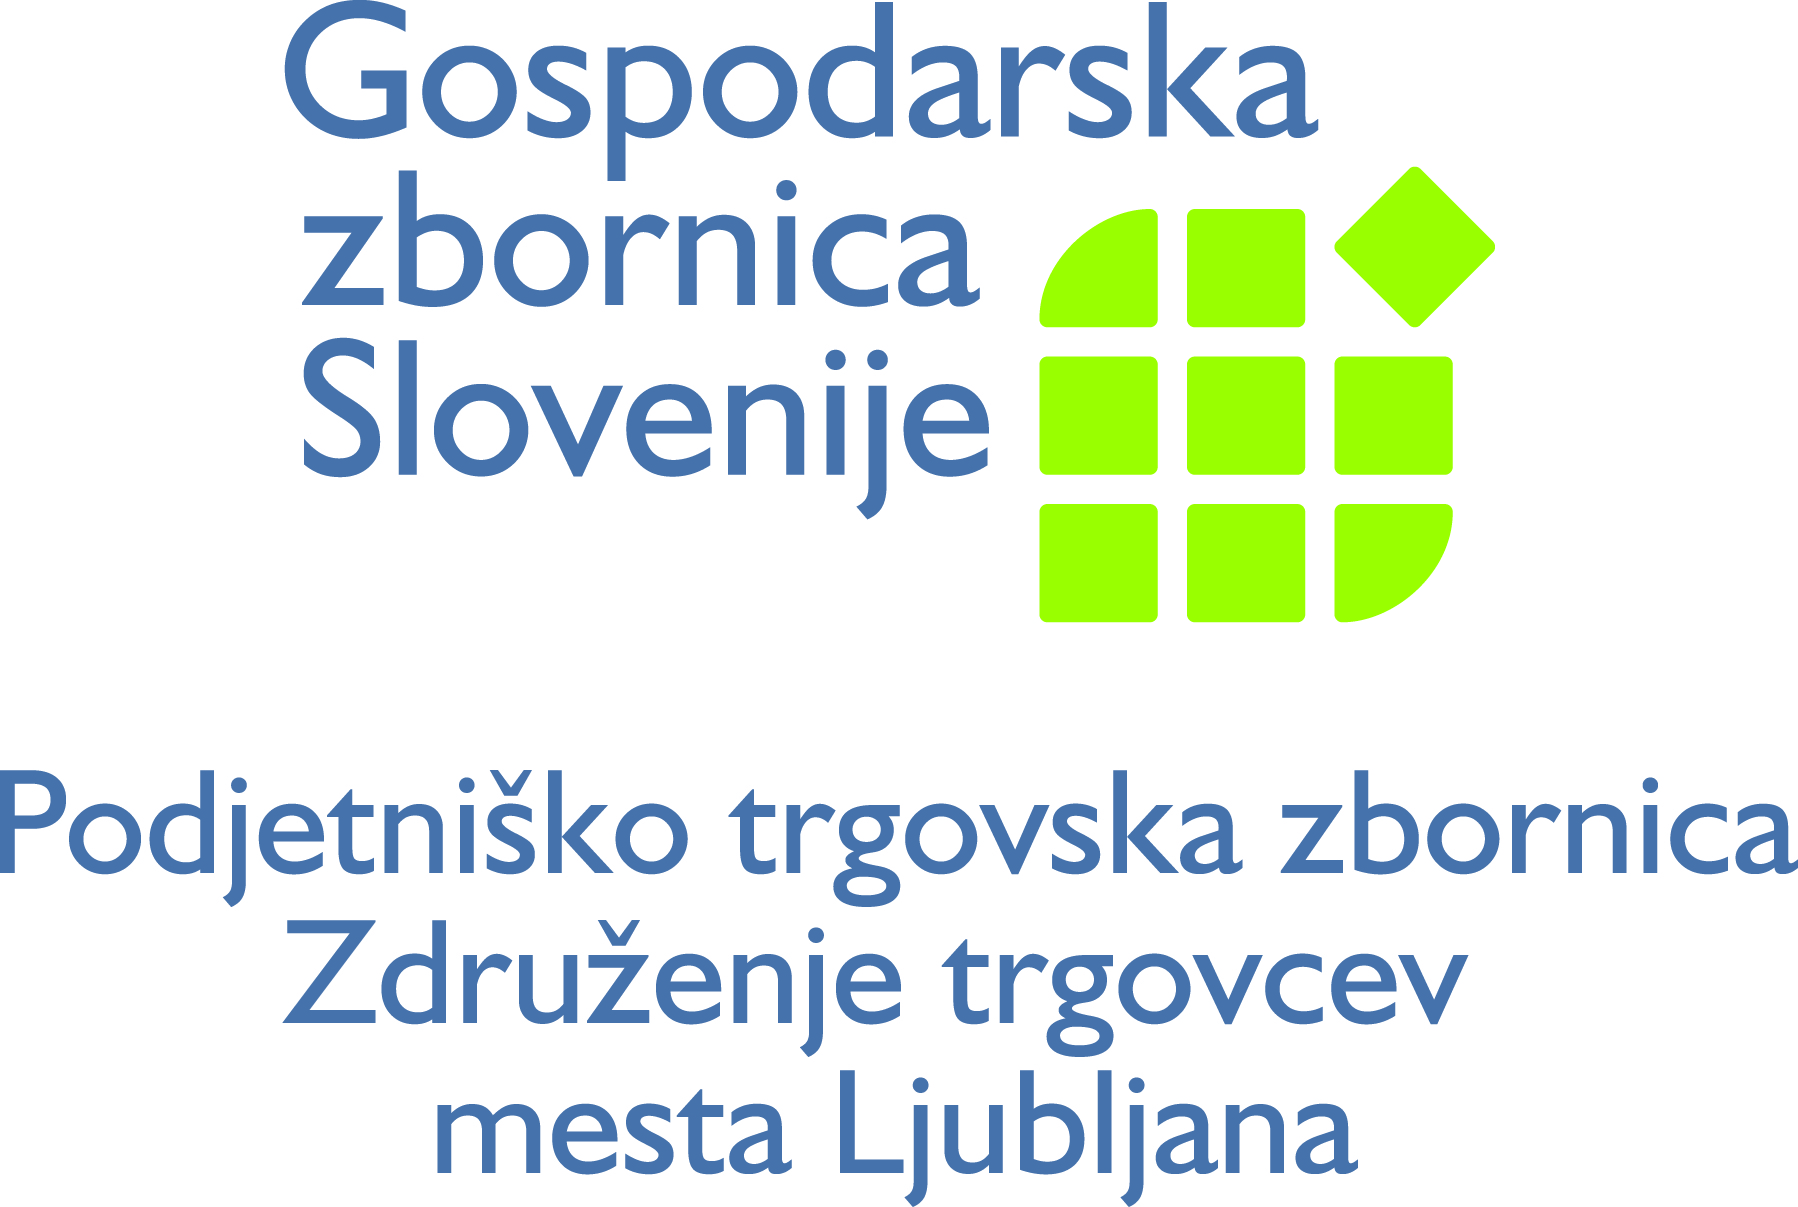 Gospodarska
zbornica
Slovenije
Podjetniško trgovska zbornica
Združenje trgovcev
mesta Ljubljana